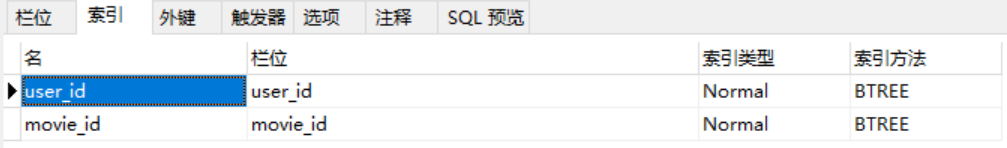 栏位 索引 外键 触发器 选项 注释 SQL 预览
名 栏位 索引类型 索引方法
user_id user_id Normal BTREE
movie_id movie_id Normal BTREE